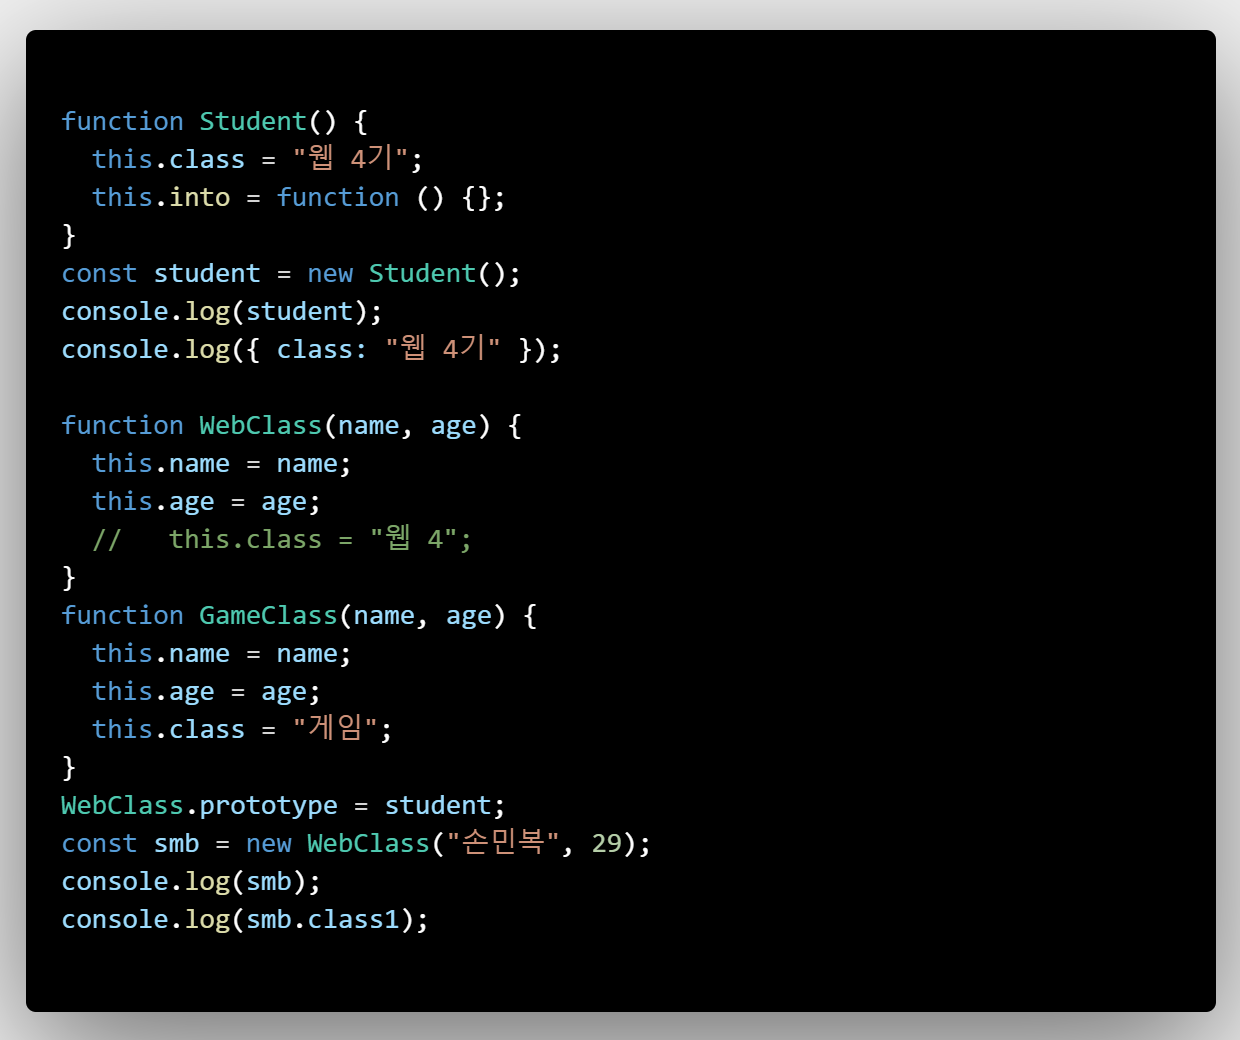 function Student() {
  this.class = "웹 4기";
  this.into = function () {};
}
const student = new Student();
console.log(student);
console.log({ class: "웹 4기" });

function WebClass(name, age) {
  this.name = name;
  this.age = age;
  //   this.class = "웹 4";
}
function GameClass(name, age) {
  this.name = name;
  this.age = age;
  this.class = "게임";
}
WebClass.prototype = student;
const smb = new WebClass("손민복", 29);
console.log(smb);
console.log(smb.class1);